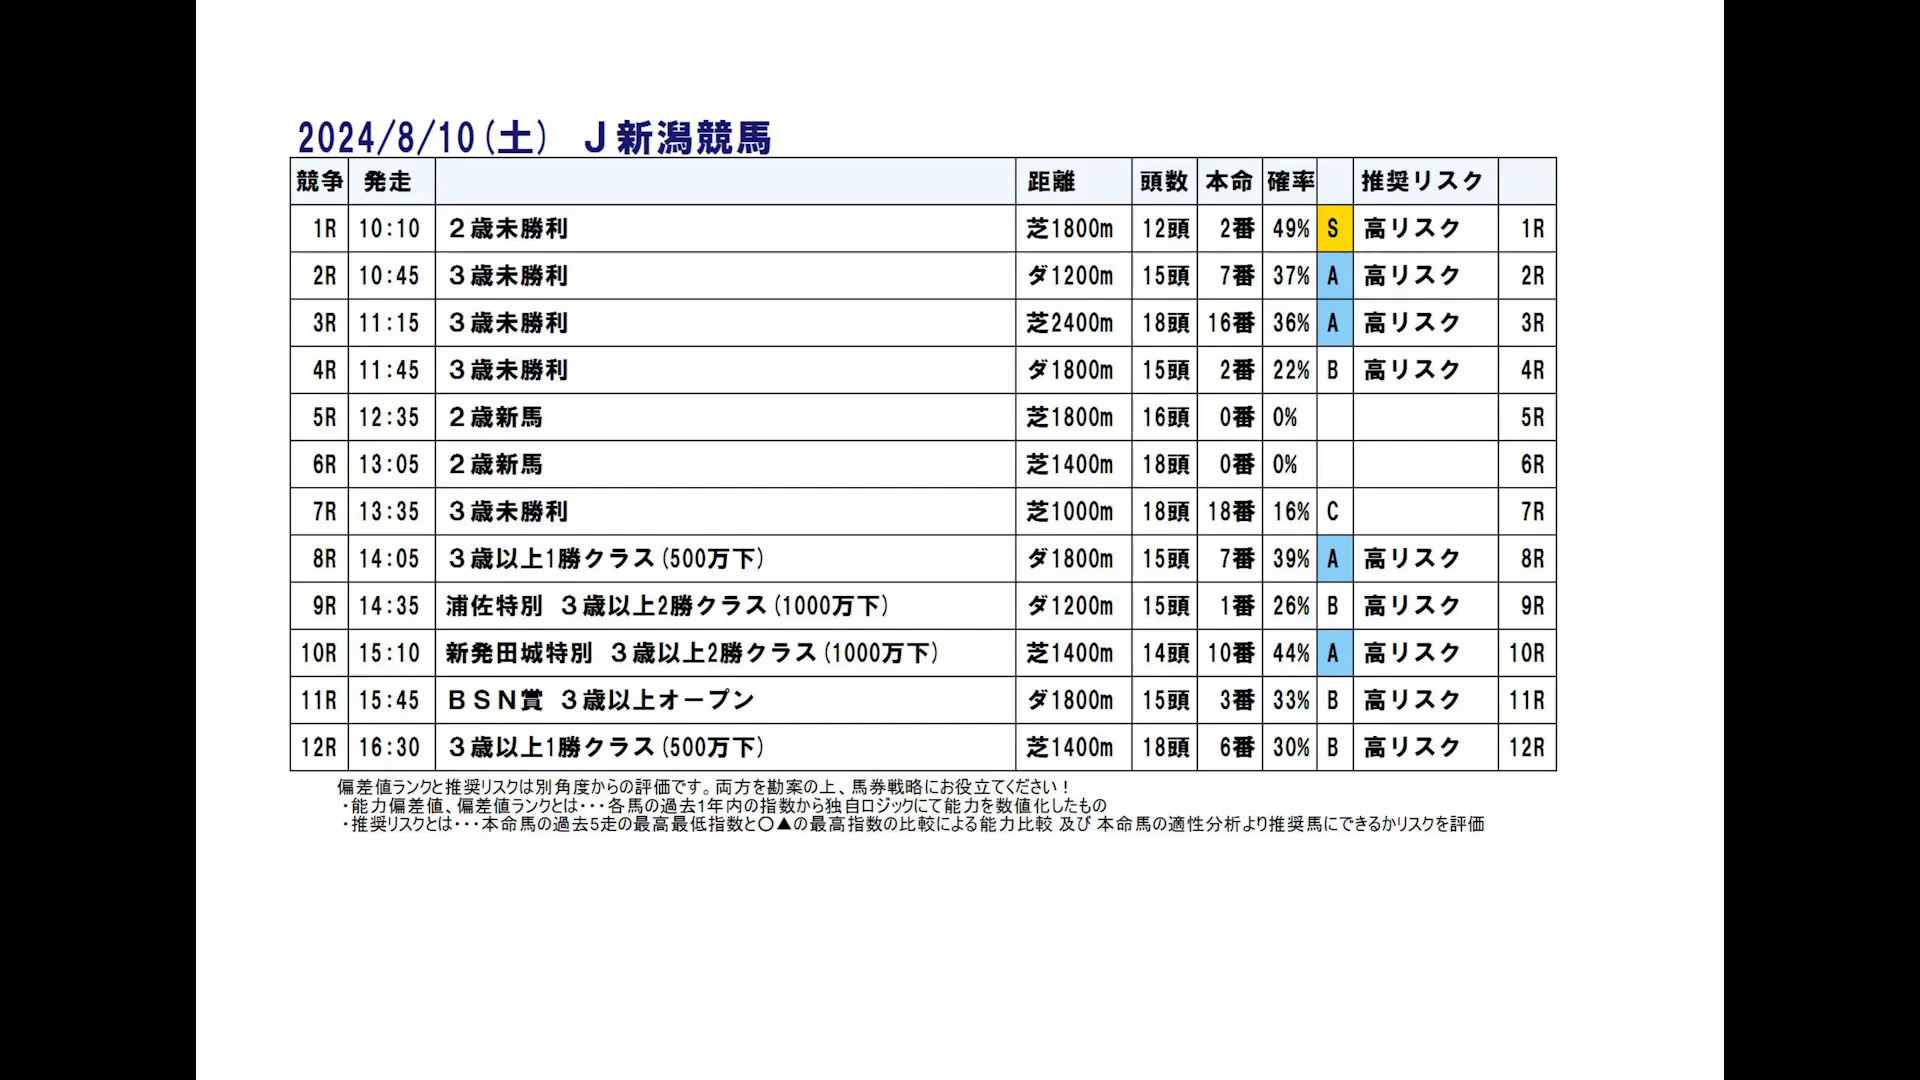 2024/8/10(土)　Ｊ新潟競馬
競争 発走 距離 頭数 本命 確率 推奨リスク
1R 10:10 ２歳未勝利 芝1800m 12頭 2番 49% S 高リスク 1R
2R 10:45 ３歳未勝利 ダ1200m 15頭 7番 37% A 高リスク 2R
3R 11:15 ３歳未勝利 芝2400m 18頭 16番 36% A 高リスク 3R
4R 11:45 ３歳未勝利 ダ1800m 15頭 2番 22% B 高リスク 4R
5R 12:35 ２歳新馬 芝1800m 16頭 0番 0% 5R
6R 13:05 ２歳新馬 芝1400m 18頭 0番 0% 6R
7R 13:35 ３歳未勝利 芝1000m 18頭 18番 16% C 7R
8R 14:05 ３歳以上1勝クラス(500万下) ダ1800m 15頭 7番 39% A 高リスク 8R
9R 14:35 浦佐特別 ３歳以上2勝クラス(1000万下) ダ1200m 15頭 1番 26% B 高リスク 9R
10R 15:10 新発田城特別 ３歳以上2勝クラス(1000万下) 芝1400m 14頭 10番 44% A 高リスク 10R
11R 15:45 ＢＳＮ賞 ３歳以上オープン ダ1800m 15頭 3番 33% B 高リスク 11R
12R 16:30 ３歳以上1勝クラス(500万下) 芝1400m 18頭 6番 30% B 高リスク 12R
偏差値ランクと推奨リスクは別角度からの評価です。両方を勘案の上、馬券戦略にお役立てください！
・能力偏差値、偏差値ランクとは・・・各馬の過去1年内の指数から独自ロジックにて能力を数値化したもの
・推奨リスクとは・・・本命馬の過去5走の最高最低指数と〇▲の最高指数の比較による能力比較 及び 本命馬の適性分析より推奨馬にできるかリスクを評価